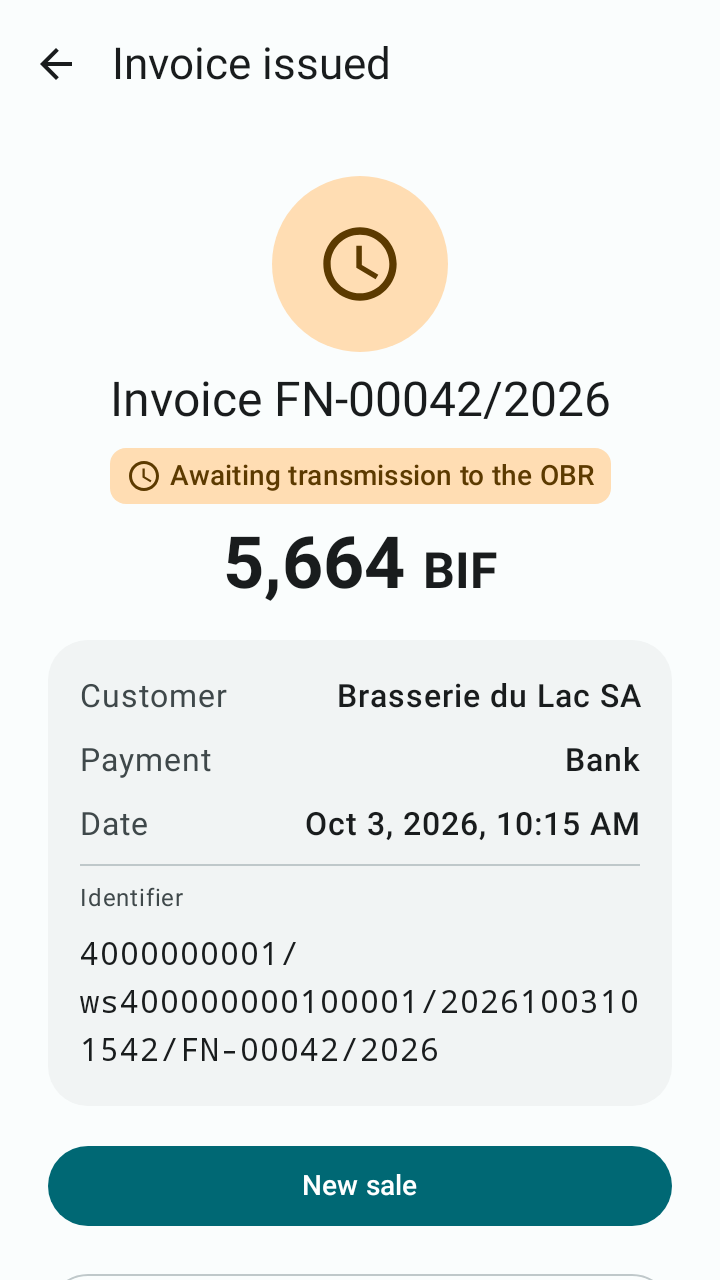 Invoice issued
Invoice FN-00042/2026
Awaiting transmission to the OBR
5,664 BIF
Customer Brasserie du Lac SA
Payment Bank
Date Oct 3, 2026, 10:15 AM
Identifier
4000000001/
ws400000000100001/2026100310
1542/FN-00042/2026
New sale